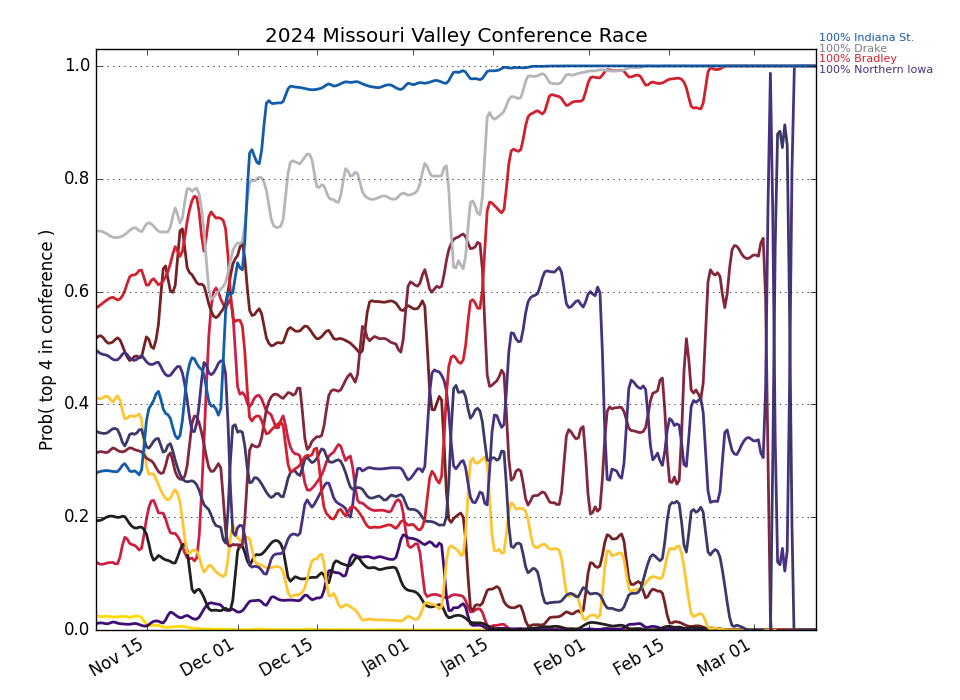 2024 Missouri Valley Conference Race
100% Indiana St.
100% Drake
100% Bradley
100% Northern Iowa
Prob( top 4 in conference )
1.0
0.8
0.6
0.4
0.2
0.0
Nov 15
Dec 01
Dec 15
Jan 01
Jan 15
Feb 01
Feb 15
Mar 01